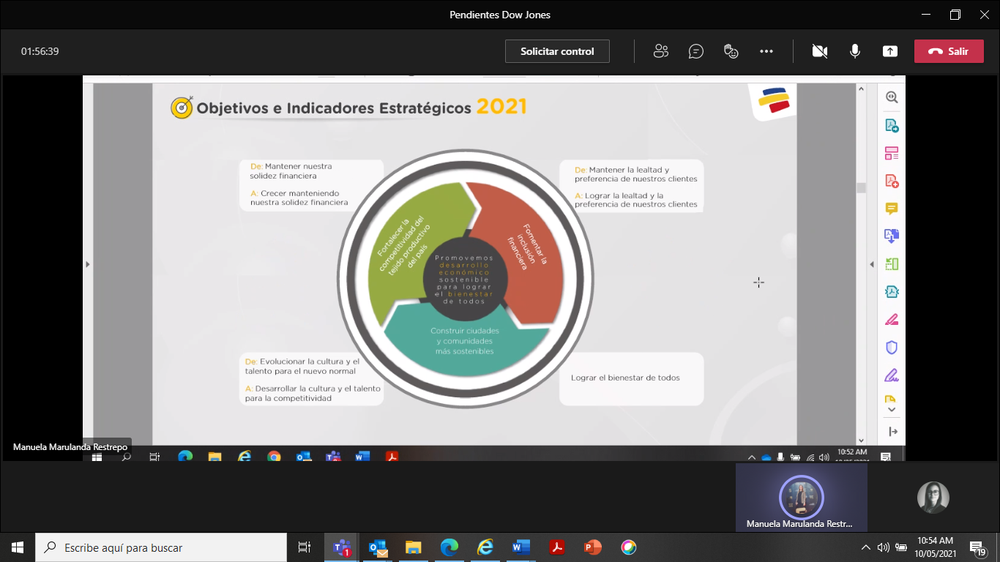 Pendientes Dow Jones
01:56:39
Solicitar control
Salir
Objetivos e Indicadores Estratégicos 2021
De: Mantener nuestra
solidez financiera
A: Crecer manteniendo
nuestra solidez financiera
De: Mantener la lealtad y
preferencia de nuestros clientes
A: Lograr la lealtad y la
preferencia de nuestros clientes
Fortalecer la
competitividad del
tejido productivo
del país
Fomentar la
inclusión
financiera
Promovemos
desarrollo
económico
sostenible
para lograr
el bienestar
de todos
Construir ciudades
y comunidades
más sostenibles
De: Evolucionar la cultura y el
talento para el nuevo normal
A: Desarrollar la cultura y el talento
para la competitividad
Lograr el bienestar de todos
Manuela Marulanda Restrepo
10:52 AM
10/05/2021
Manuela Marulanda Restr...
Escribe aquí para buscar
1
10:54 AM
10/05/2021
19